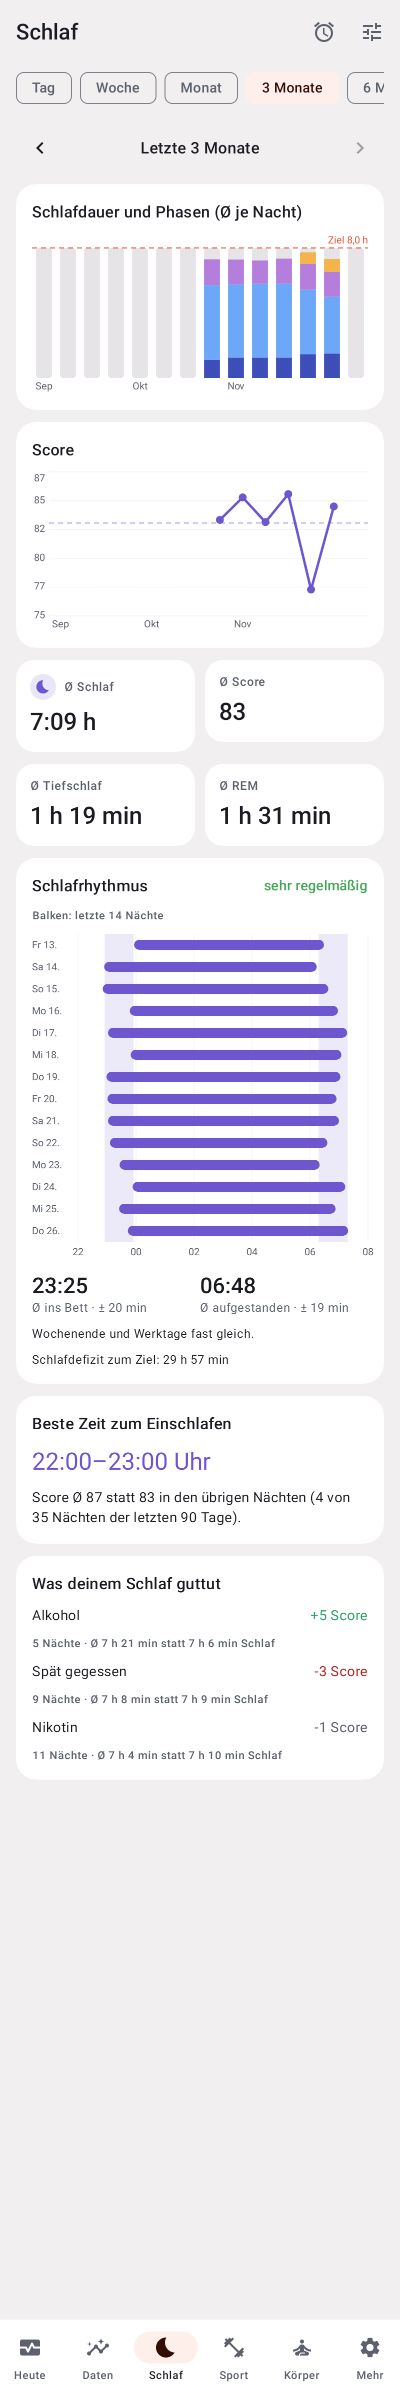 Schlaf
Tag Woche Monat 3 Monate 6 M
Letzte 3 Monate
Schlafdauer und Phasen (Ø je Nacht)
Ziel 8,0 h
Sep Okt Nov
Score
87
85
82
80
77
75
Sep Okt Nov
Ø Schlaf
7:09 h
Ø Score
83
Ø Tiefschlaf
1 h 19 min
Ø REM
1 h 31 min
Schlafrhythmus sehr regelmäßig
Balken: letzte 14 Nächte
Fr 13.
Sa 14.
So 15.
Mo 16.
Di 17.
Mi 18.
Do 19.
Fr 20.
Sa 21.
So 22.
Mo 23.
Di 24.
Mi 25.
Do 26.
22 00 02 04 06 08
23:25 06:48
Ø ins Bett · ± 20 min Ø aufgestanden · ± 19 min
Wochenende und Werktage fast gleich.
Schlafdefizit zum Ziel: 29 h 57 min
Beste Zeit zum Einschlafen
22:00–23:00 Uhr
Score Ø 87 statt 83 in den übrigen Nächten (4 von
35 Nächten der letzten 90 Tage).
Was deinem Schlaf guttut
Alkohol +5 Score
5 Nächte · Ø 7 h 21 min statt 7 h 6 min Schlaf
Spät gegessen -3 Score
9 Nächte · Ø 7 h 8 min statt 7 h 9 min Schlaf
Nikotin -1 Score
11 Nächte · Ø 7 h 4 min statt 7 h 10 min Schlaf
Heute Daten Schlaf Sport Körper Mehr